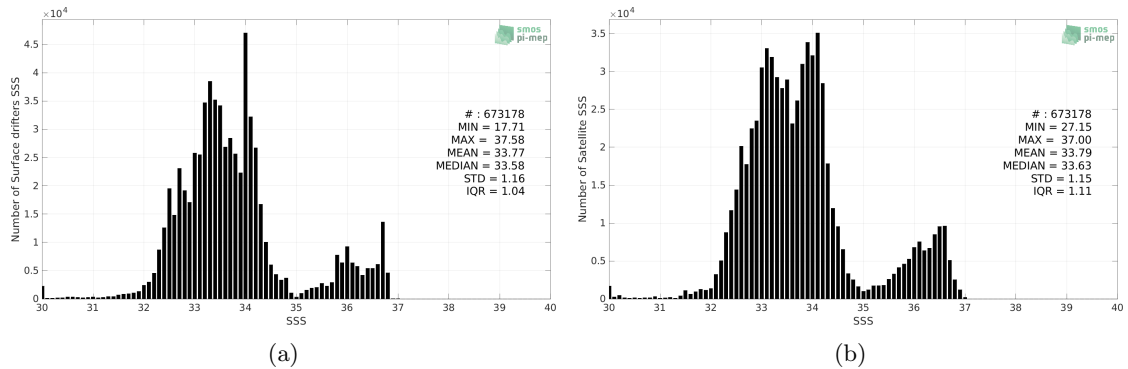 ×10⁴
4.5
4
3.5
3
2.5
2
1.5
1
0.5
0
Number of Surface drifters SSS
30 31 32 33 34 35 36 37 38 39 40
SSS
smos
pi-mep
# : 673178
MIN = 17.71
MAX = 37.58
MEAN = 33.77
MEDIAN = 33.58
STD = 1.16
IQR = 1.04
(a)
×10⁴
3.5
3
2.5
2
1.5
1
0.5
0
Number of Satellite SSS
30 31 32 33 34 35 36 37 38 39 40
SSS
smos
pi-mep
# : 673178
MIN = 27.15
MAX = 37.00
MEAN = 33.79
MEDIAN = 33.63
STD = 1.15
IQR = 1.11
(b)